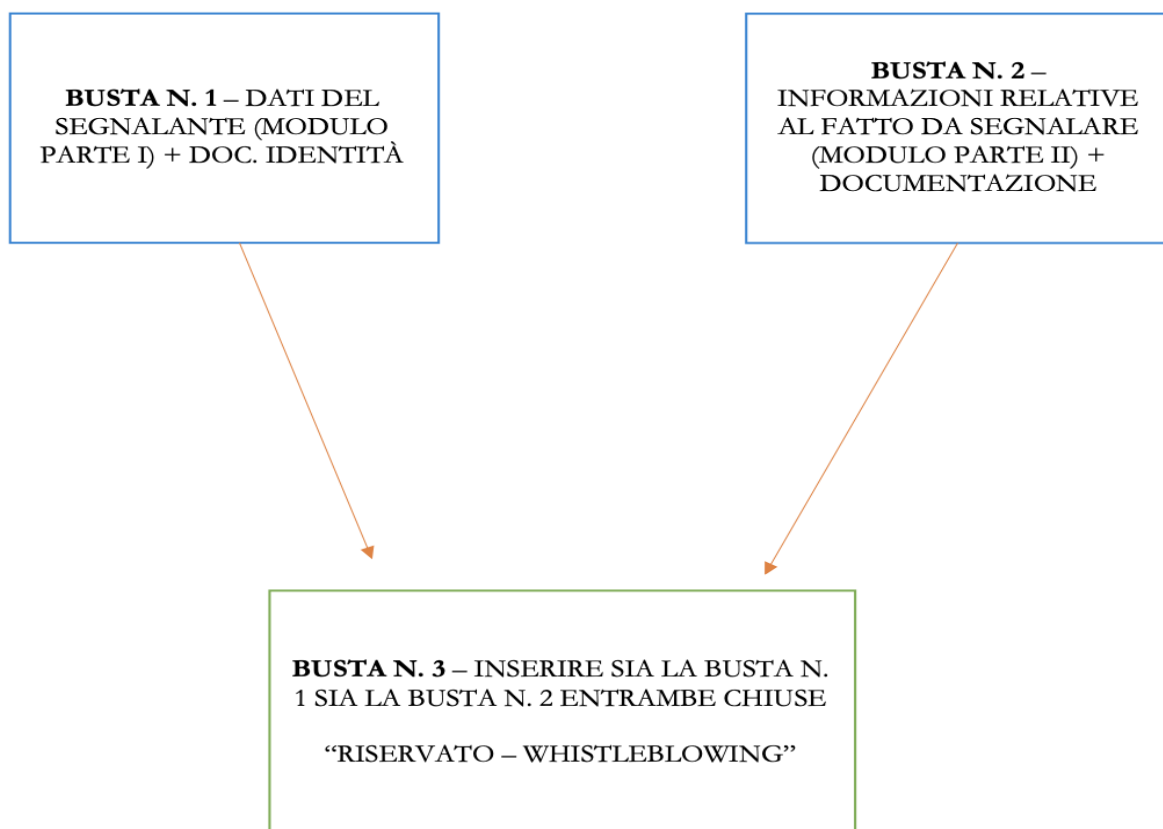 BUSTA N. 1 – DATI DEL
SEGNALANTE (MODULO
PARTE I) + DOC. IDENTITÀ
BUSTA N. 2 –
INFORMAZIONI RELATIVE
AL FATTO DA SEGNALARE
(MODULO PARTE II) +
DOCUMENTAZIONE
BUSTA N. 3 – INSERIRE SIA LA BUSTA N.
1 SIA LA BUSTA N. 2 ENTRAMBE CHIUSE
“RISERVATO – WHISTLEBLOWING”